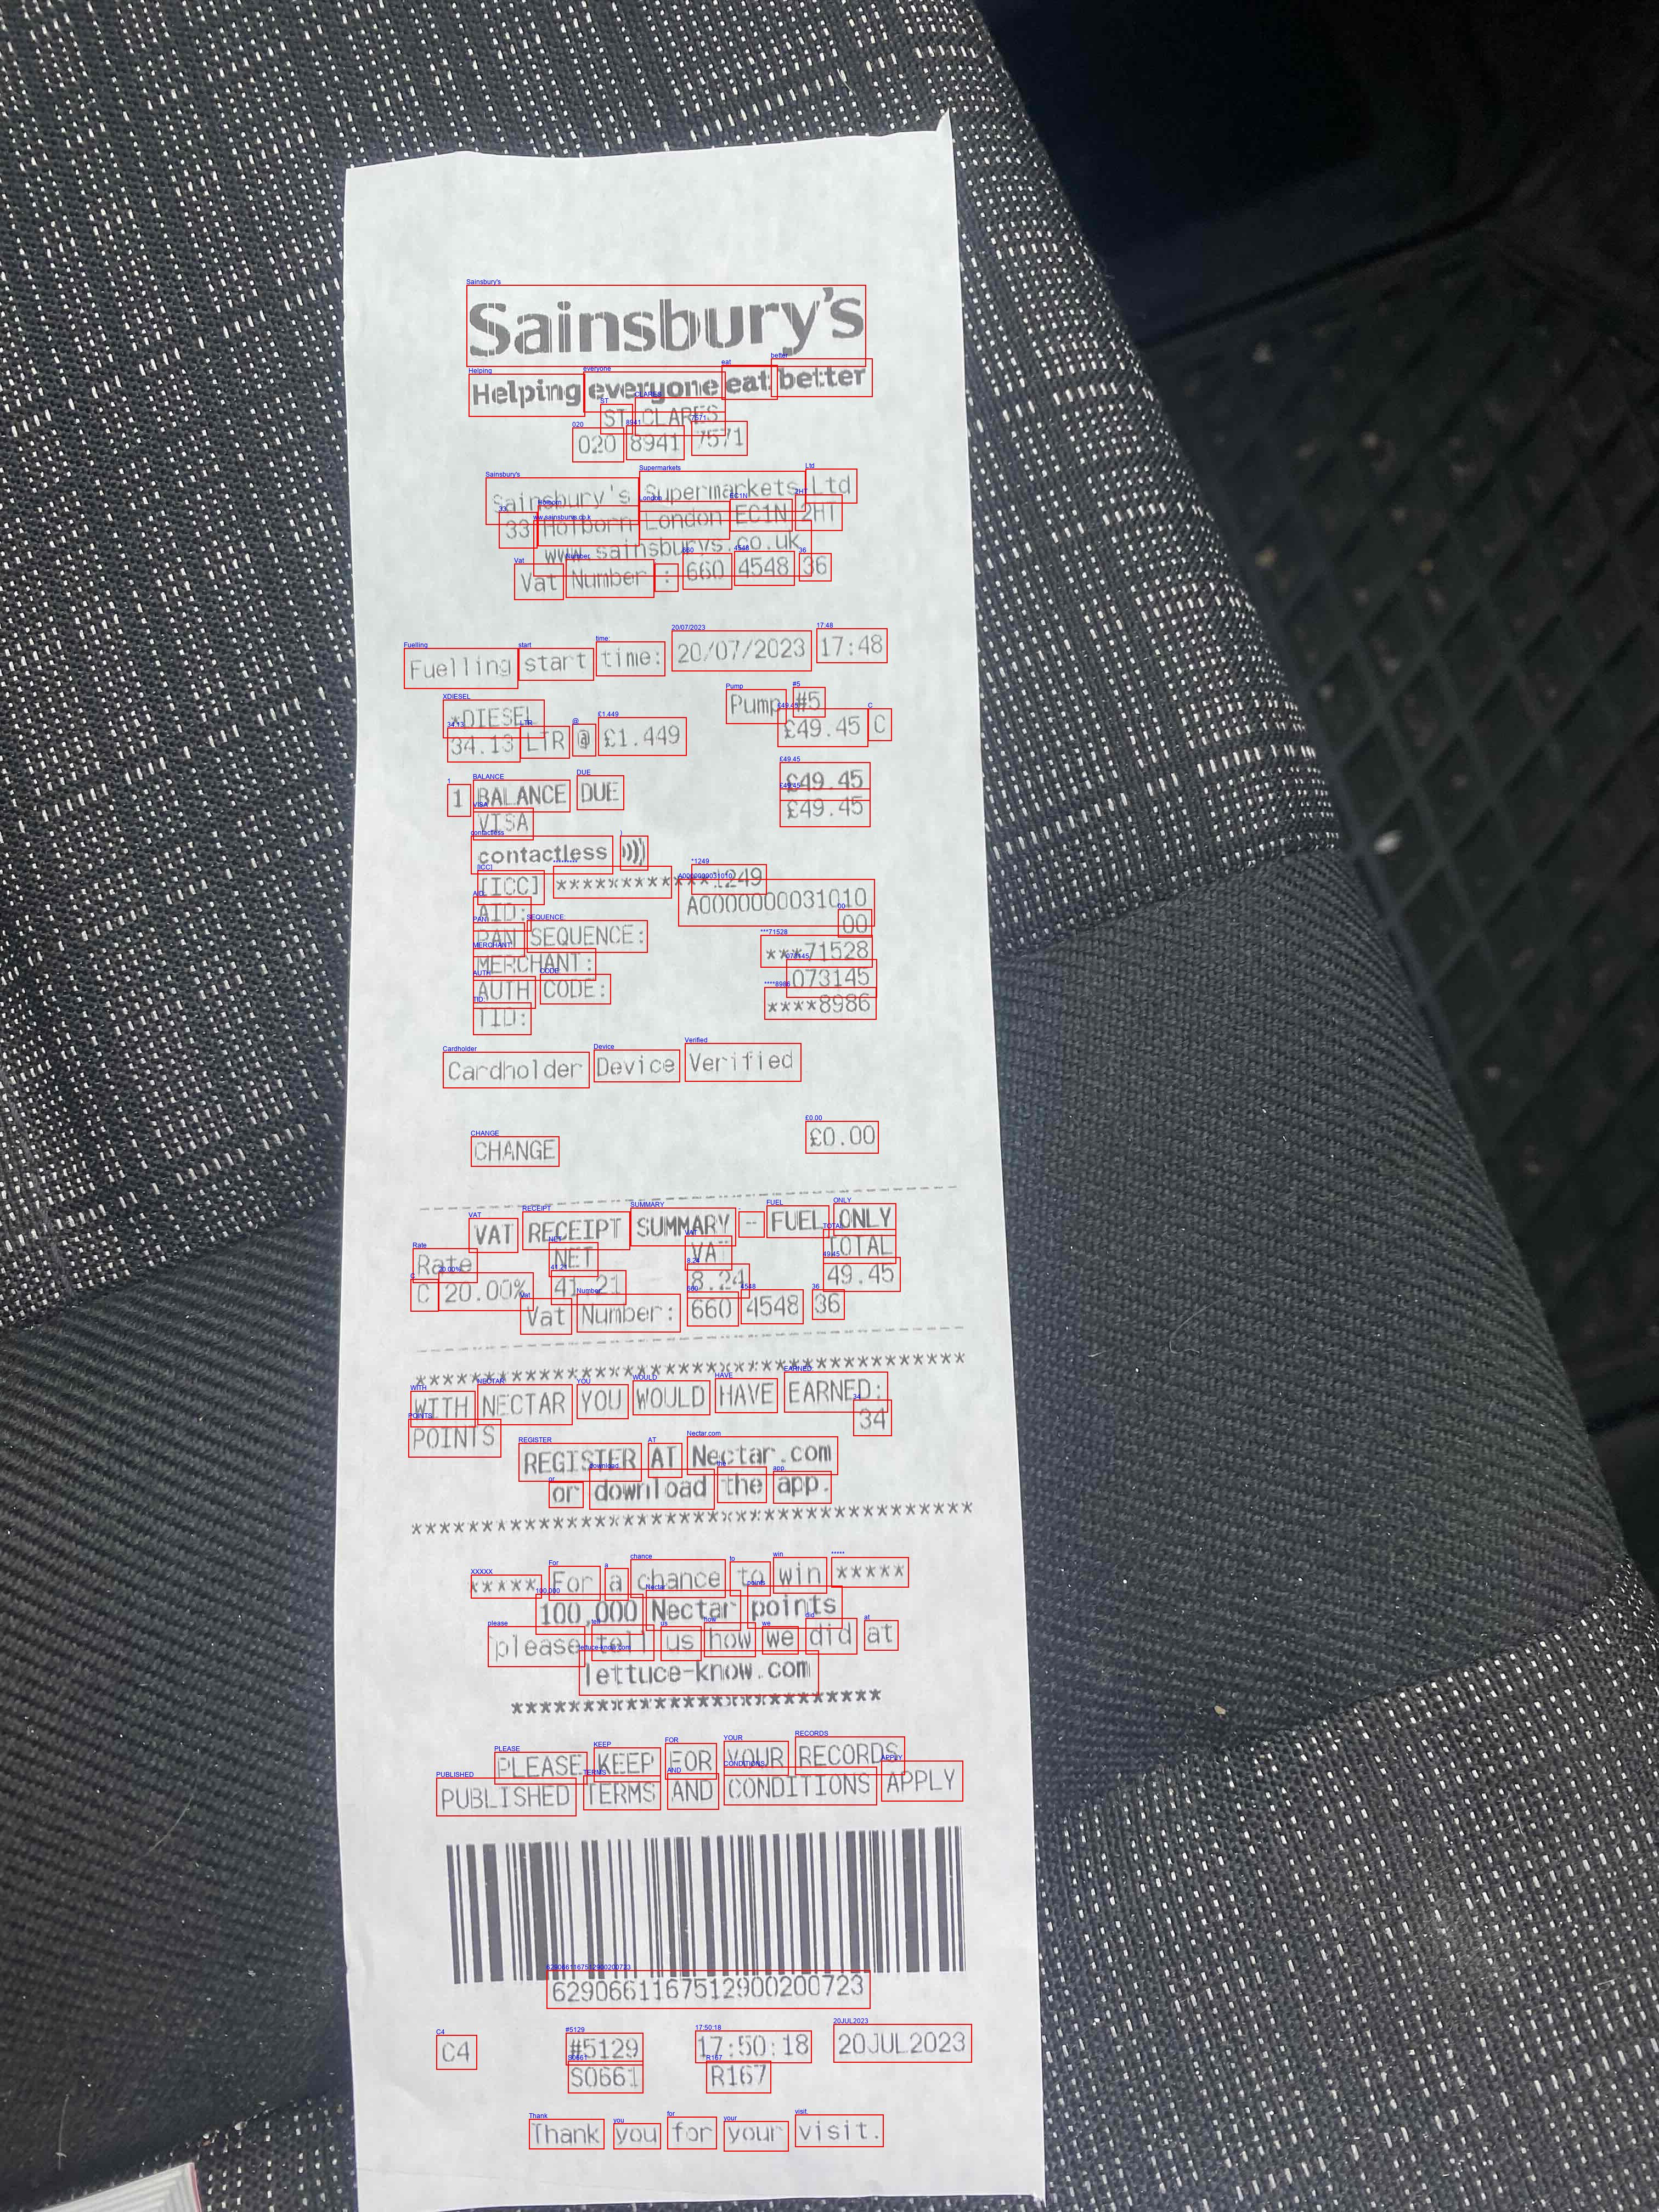 Sainsbury's
Helping everyone eat better
ST CLARES
020 8941 7571
Sainsbury's Supermarkets Ltd
33 Holborn London EC1N 2HT
www.sainsburys.co.uk
Vat Number : 660 4548 36
Fuelling start time: 20/07/2023 17:48
Pump #5
*DIESEL £49.45 C
34.13 LTR @ £1.449
1 BALANCE DUE £49.45
VISA £49.45
contactless
[ICC] *************1249
AID: A0000000031010
PAN SEQUENCE: 00
MERCHANT: ***71528
AUTH CODE: 073145
TID: ****8986
Cardholder Device Verified
CHANGE £0.00
VAT RECEIPT SUMMARY - FUEL ONLY
Rate NET VAT TOTAL
C 20.00% 41.21 8.24 49.45
Vat Number: 660 4548 36
****************************************
WITH NECTAR YOU WOULD HAVE EARNED:
POINTS 34
REGISTER AT Nectar.com
or download the app.
****************************************
***** For a chance to win *****
100,000 Nectar points
please tell us how we did at
lettuce-know.com
**************************
PLEASE KEEP FOR YOUR RECORDS
PUBLISHED TERMS AND CONDITIONS APPLY
6290661167512900200723
C4 #5129 17:50:18 20JUL2023
S0661 R167
Thank you for your visit.